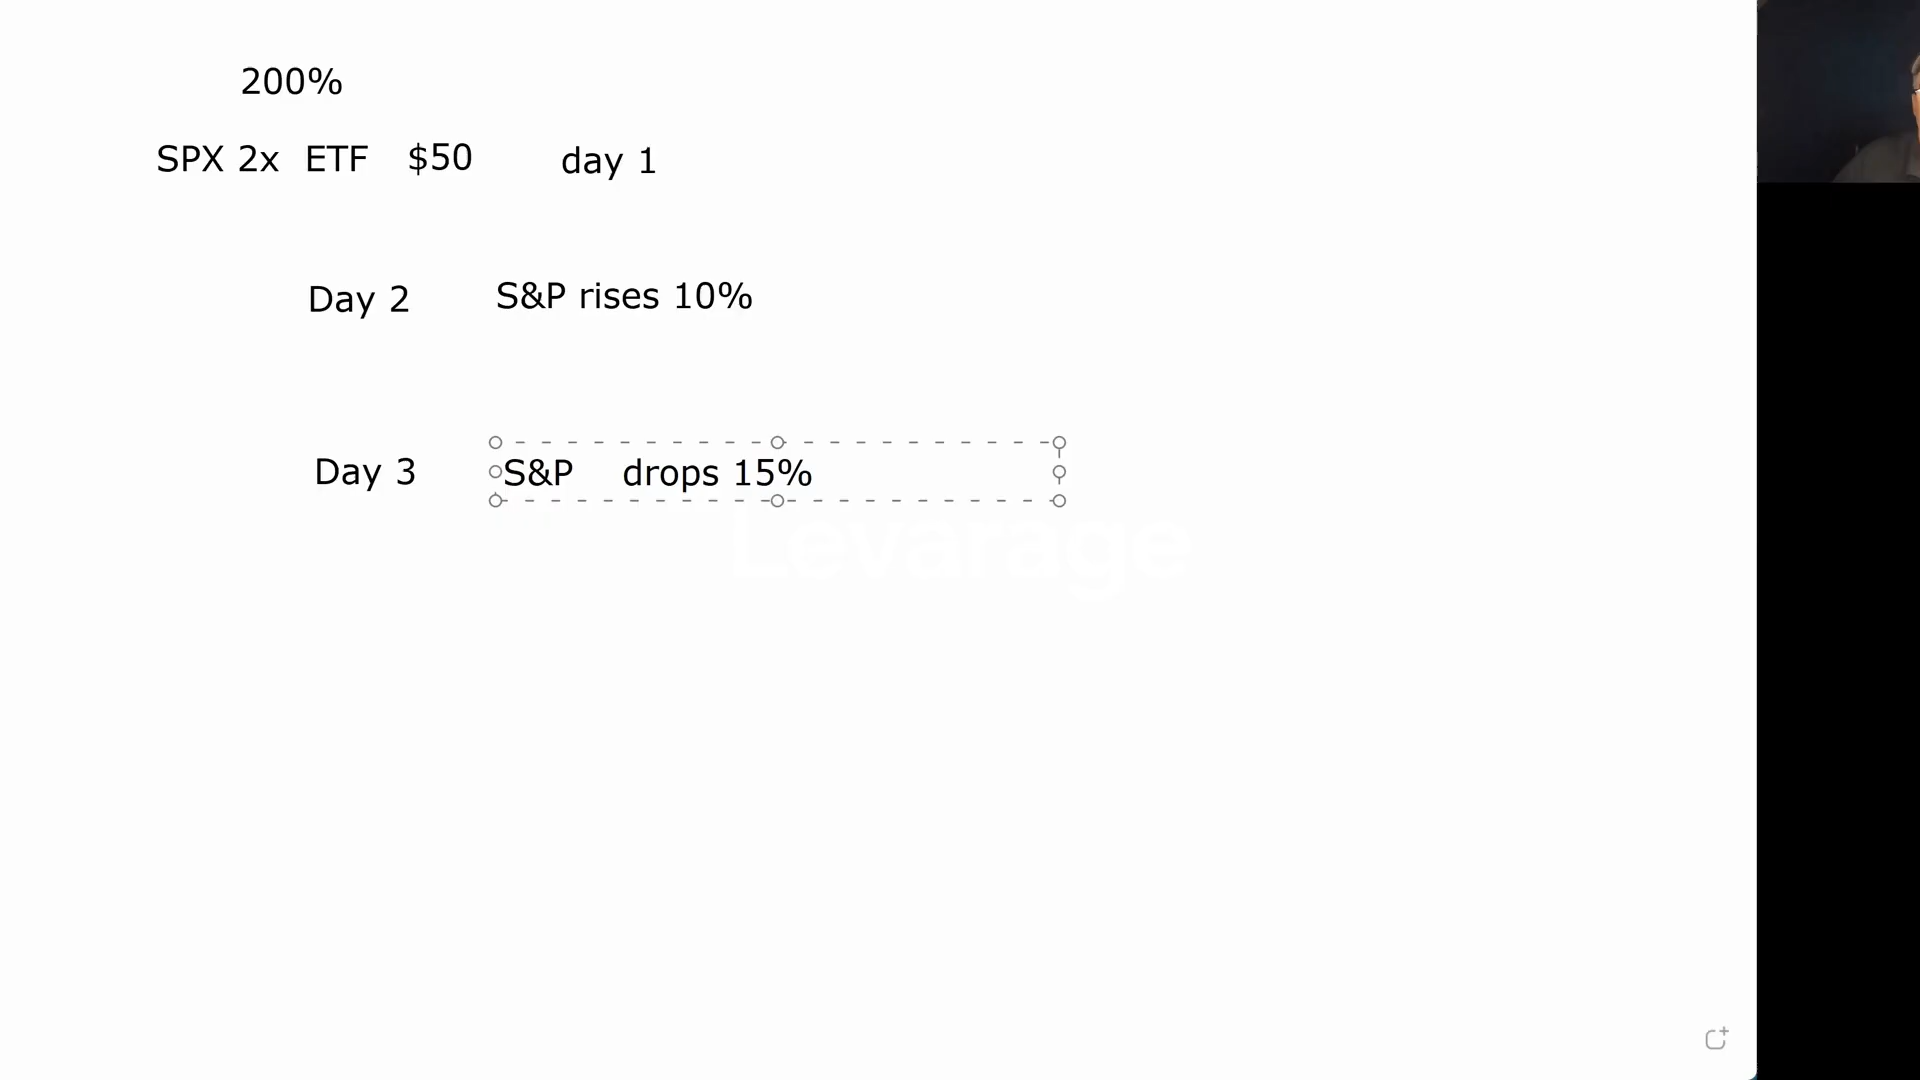 200%
SPX 2x ETF $50 day 1
Day 2 S&P rises 10%
Day 3 S&P drops 15%
Levarage